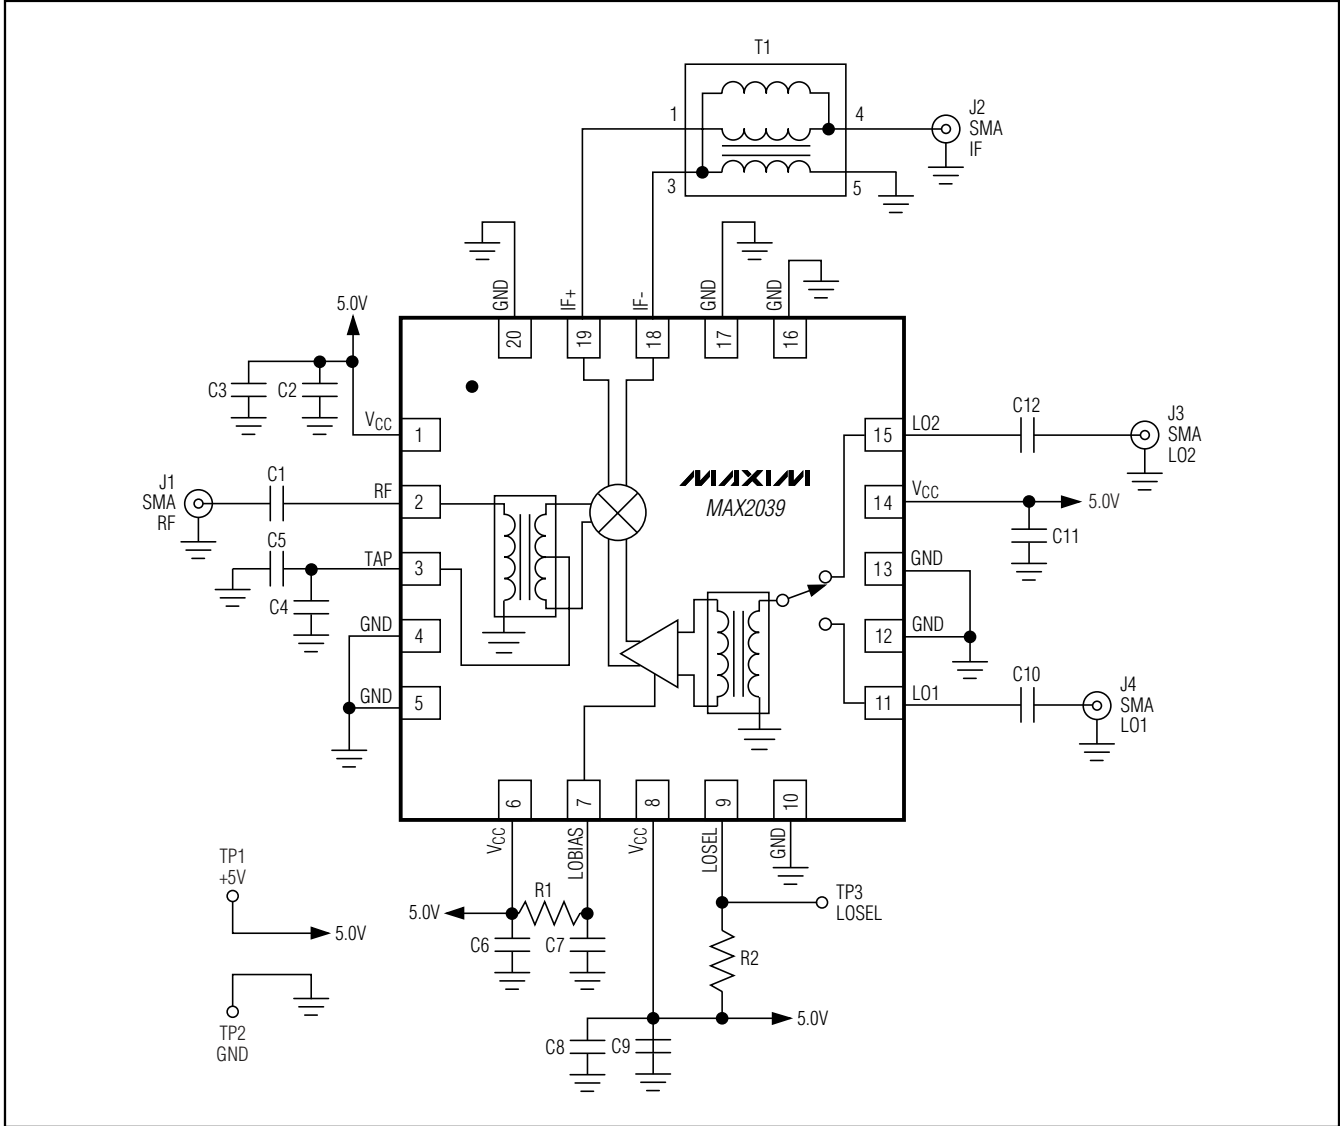 T1
1
4
3
5
J2
SMA
IF
GND
IF+
IF-
GND
GND
20
19
18
17
16
5.0V
C3
C2
VCC
1
J1
SMA
RF
C1
RF
2
C5
TAP
3
C4
GND
4
GND
5
MAXIM
MAX2039
15
LO2
C12
J3
SMA
LO2
14
VCC
5.0V
C11
13
GND
12
GND
11
LO1
C10
J4
SMA
LO1
6
7
8
9
10
VCC
LOBIAS
VCC
LOSEL
GND
TP1
+5V
5.0V
TP2
GND
5.0V
R1
C6
C7
TP3
LOSEL
R2
5.0V
C8
C9